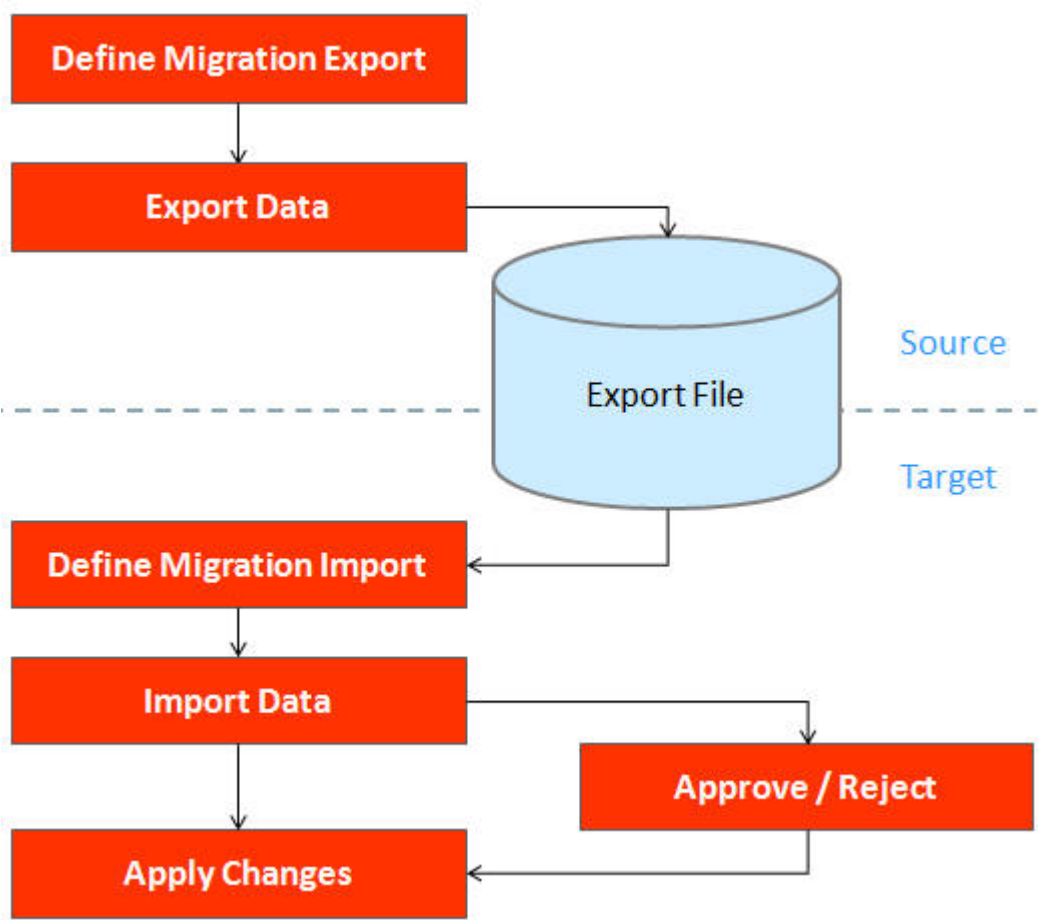 Define Migration Export
Export Data
Source
Export File
Target
Define Migration Import
Import Data
Approve / Reject
Apply Changes